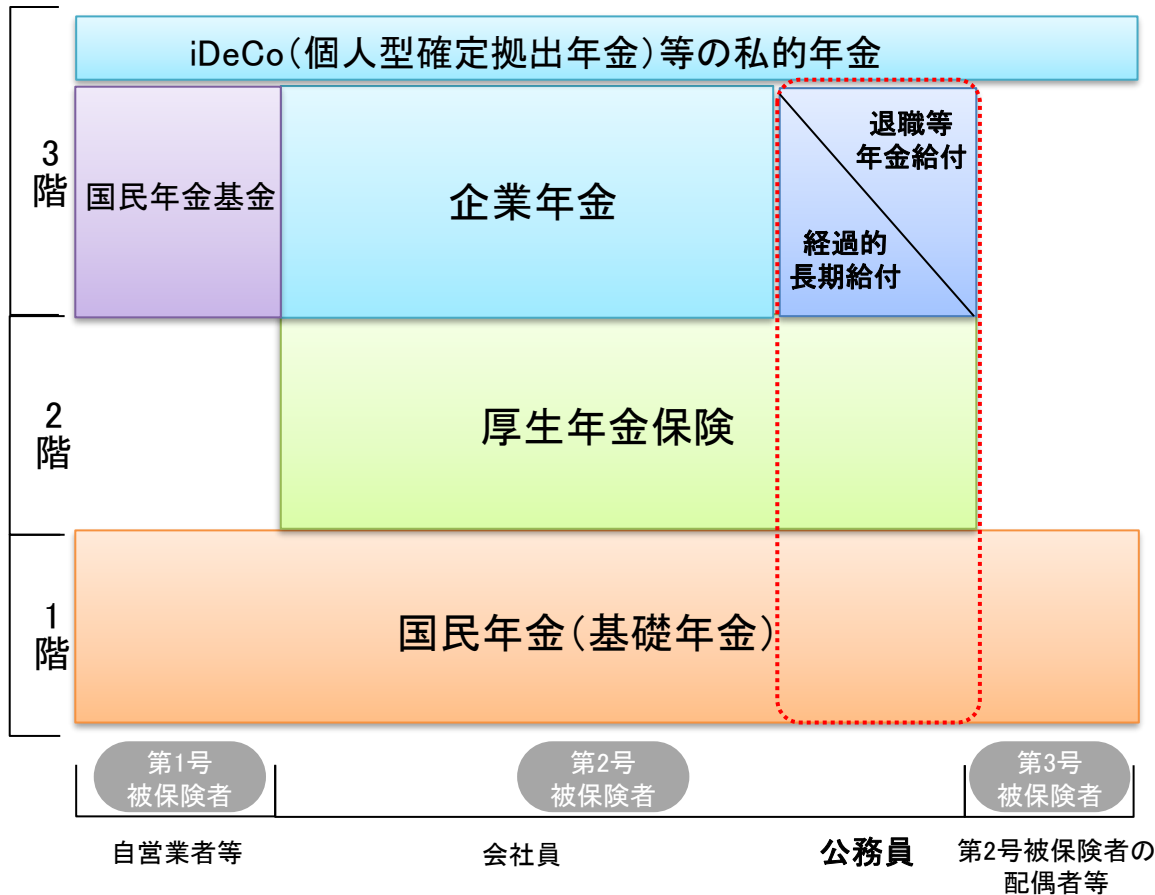 iDeCo(個人型確定拠出年金)等の私的年金
3
階
国民年金基金
企業年金
退職等
年金給付
経過的
長期給付
2
階
厚生年金保険
1
階
国民年金(基礎年金)
第1号
被保険者
第2号
被保険者
第3号
被保険者
自営業者等
会社員
公務員
第2号被保険者の
配偶者等